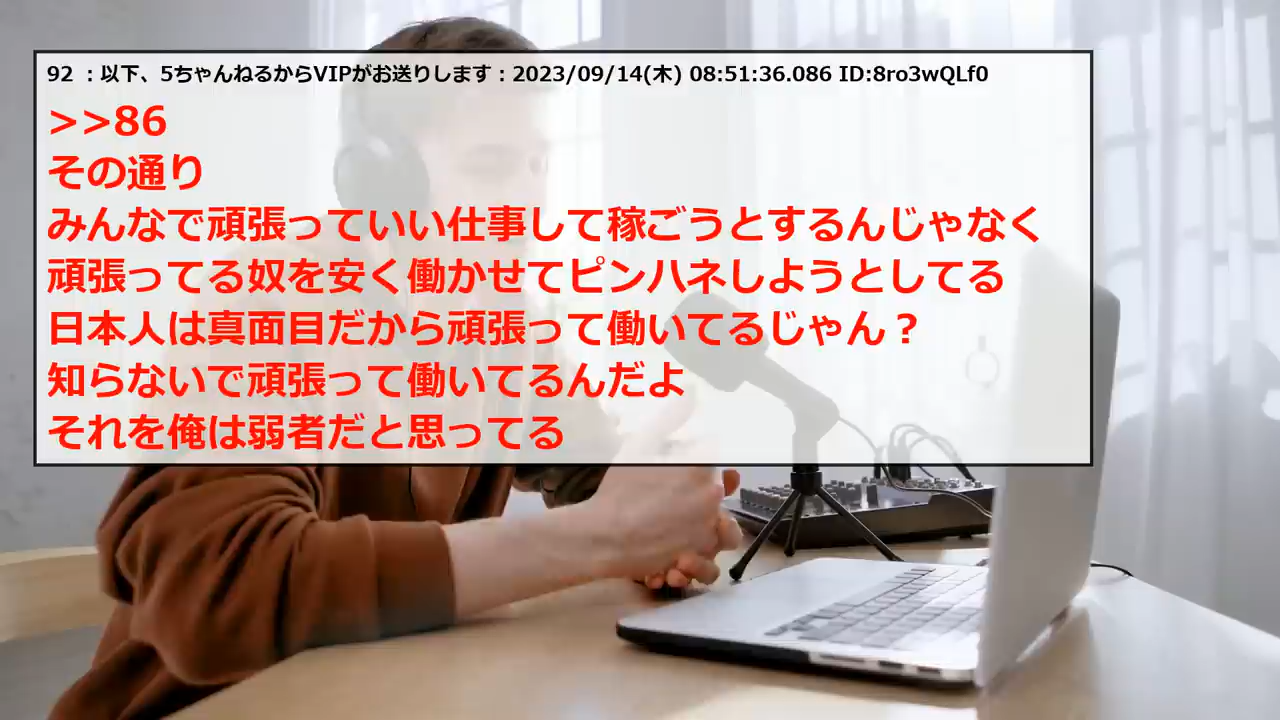 92 ：以下、5ちゃんねるからVIPがお送りします：2023/09/14(木) 08:51:36.086 ID:8ro3wQLf0
>>86
その通り
みんなで頑張っていい仕事して稼ごうとするんじゃなく
頑張ってる奴を安く働かせてピンハネしようとしてる
日本人は真面目だから頑張って働いてるじゃん？
知らないで頑張って働いてるんだよ
それを俺は弱者だと思ってる